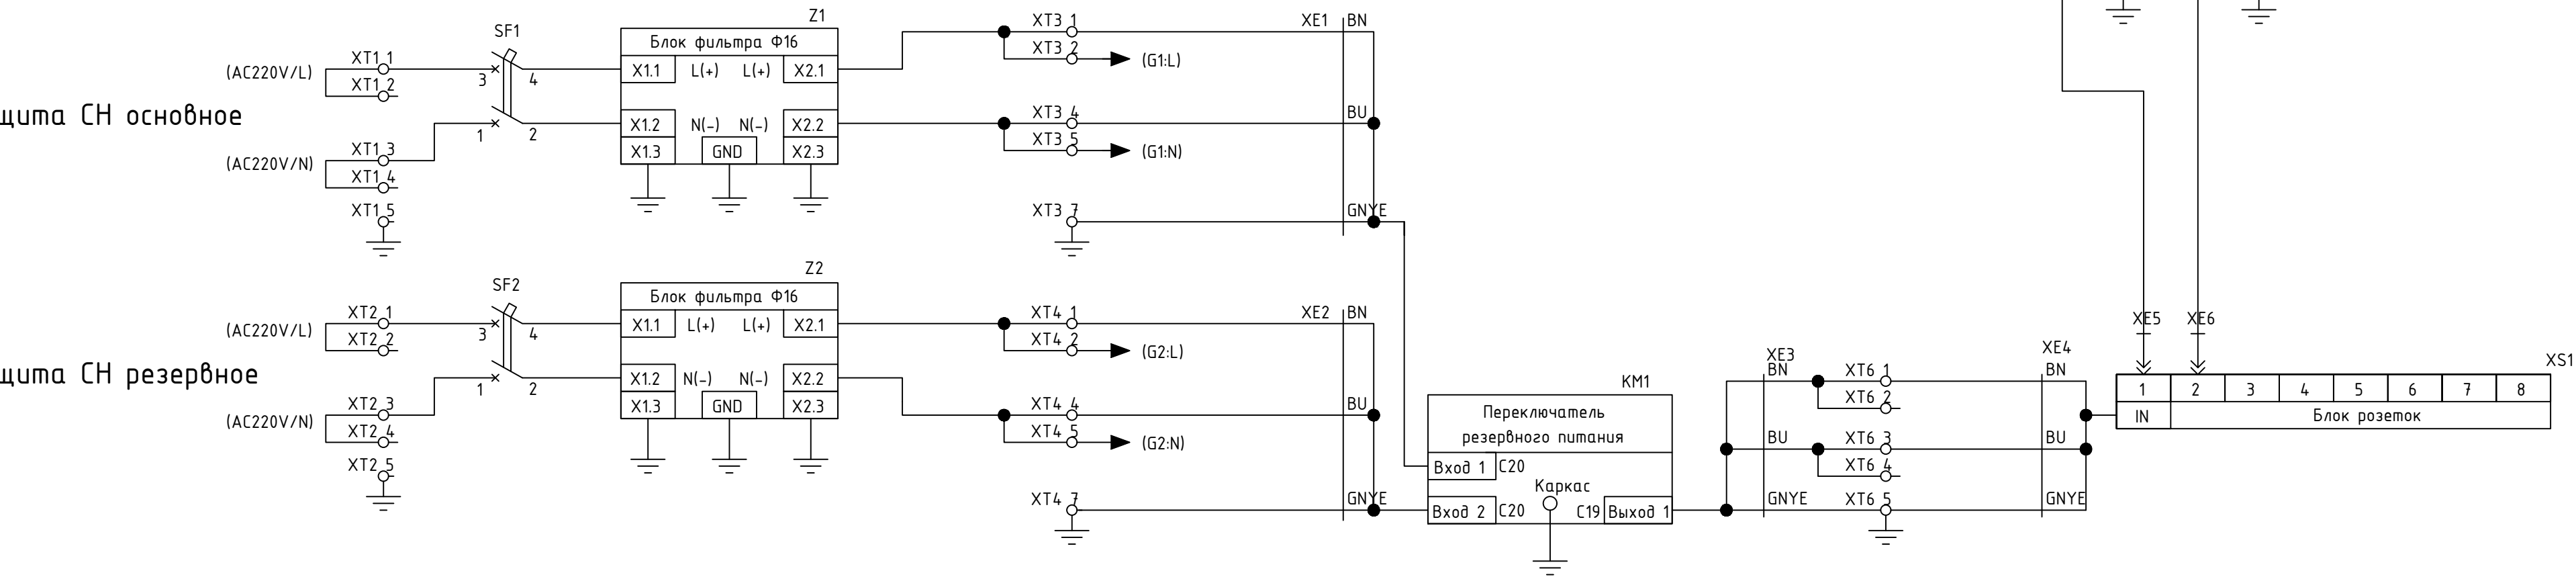 Z1
SF1
Блок фильтра Ф16
XT3 1
XE1 BN
XT1 1
(AC220V/L)
XT1 2
3 4
X1.1 L(+) L(+) X2.1
XT3 2
(G1:L)
щита СН основное
1 2
X1.2 N(-) N(-) X2.2
XT3 4
BU
XT1 3
(AC220V/N)
XT1 4
X1.3 GND X2.3
XT3 5
(G1:N)
XT1 5
XT3 7
GNYE
Z2
SF2
Блок фильтра Ф16
XT2 1
(AC220V/L)
XT2 2
3 4
X1.1 L(+) L(+) X2.1
XT4 1
XE2 BN
XT4 2
(G2:L)
XE5 XE6
щита СН резервное
1 2
X1.2 N(-) N(-) X2.2
XT2 3
(AC220V/N)
XT2 4
X1.3 GND X2.3
XT4 4
BU
XT4 5
(G2:N)
XT2 5
XT4 7
GNYE
KM1
Переключатель
резервного питания
Вход 1 C20
Каркас
Вход 2 C20
C19 Выход 1
XE3
BN
XT6 1
XT6 2
BU
XT6 3
XT6 4
GNYE
XT6 5
XE4
BN
BU
GNYE
XS1
1 2 3 4 5 6 7 8
IN Блок розеток